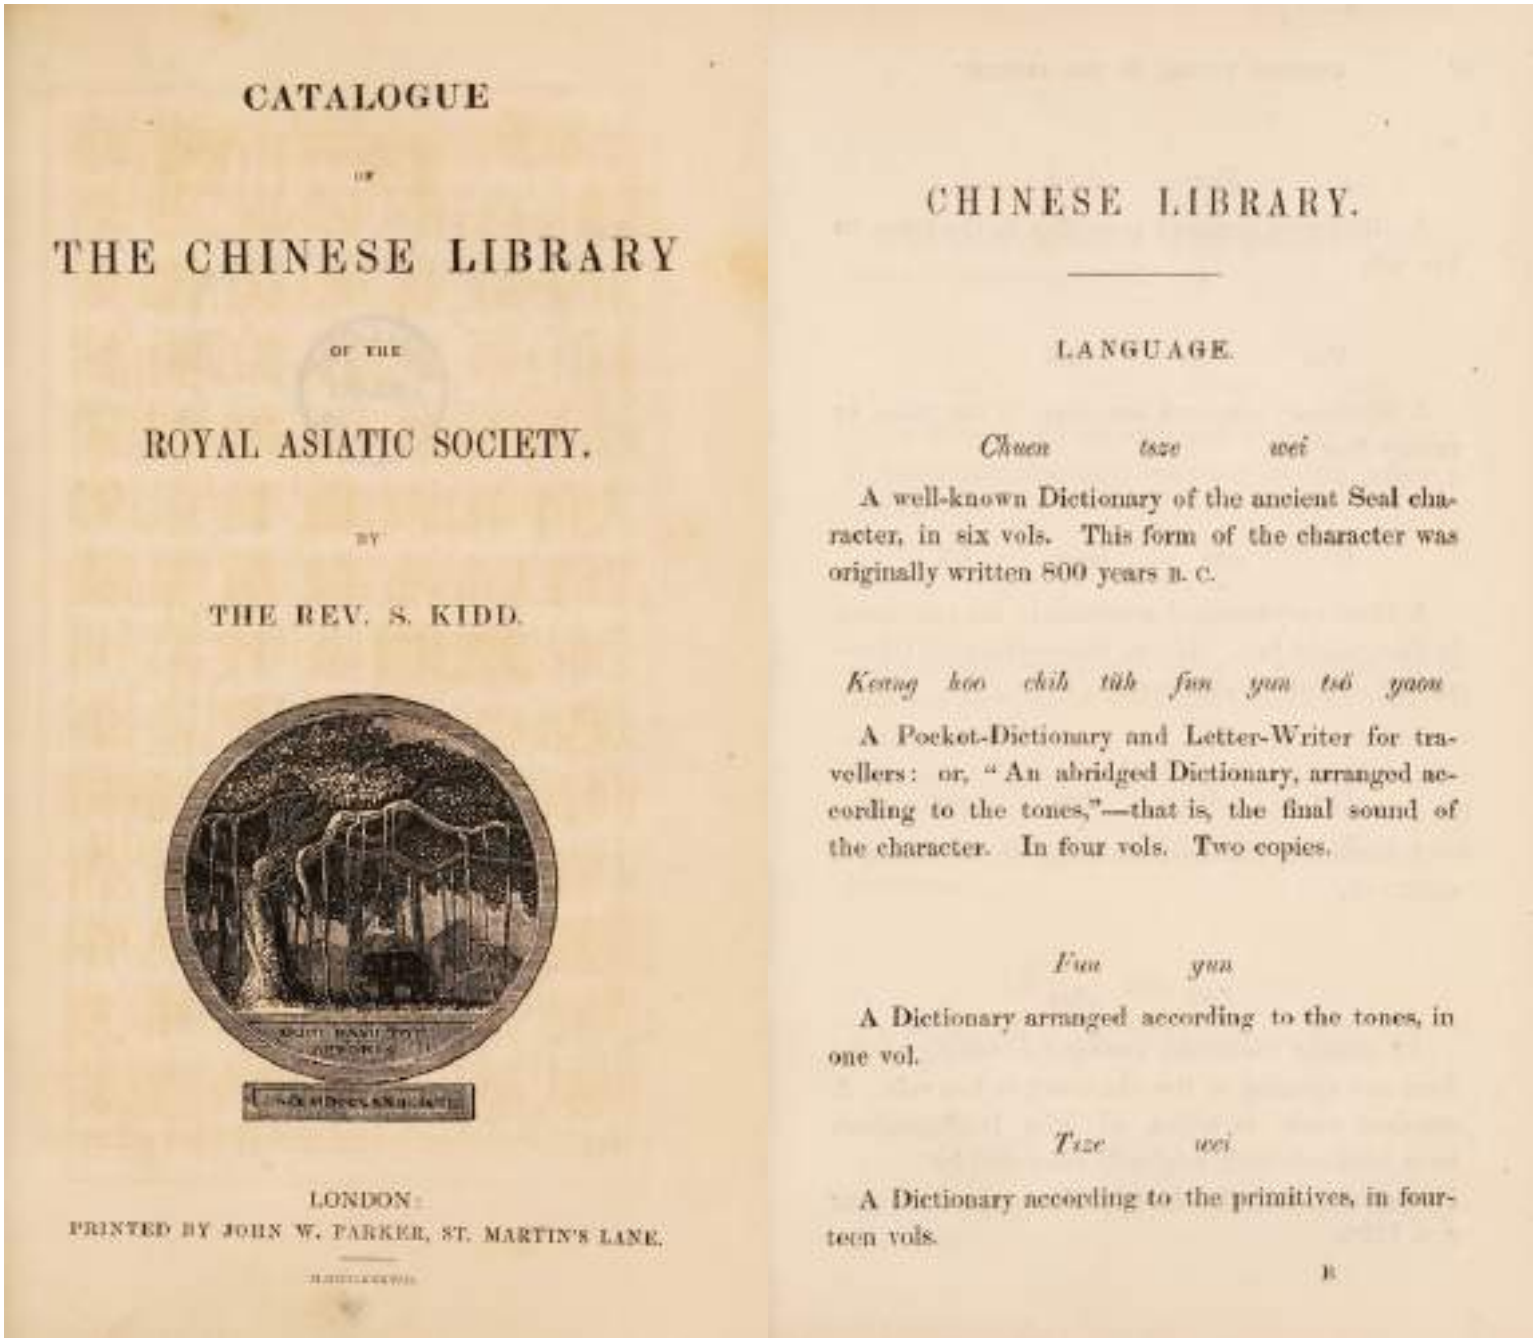 CATALOGUE
OF
THE CHINESE LIBRARY
OF THE
ROYAL ASIATIC SOCIETY.
BY
THE REV. S. KIDD.
QUOT RAMI TOT
ARBORES
LONDON:
PRINTED BY JOHN W. PARKER, ST. MARTIN'S LANE.
CHINESE LIBRARY.
LANGUAGE.
Chuen tsze wei
A well-known Dictionary of the ancient Seal cha-
racter, in six vols. This form of the character was
originally written 800 years B. C.
Keang hoo chih tüh fun yun tsö yaou
A Pocket-Dictionary and Letter-Writer for tra-
vellers: or, “An abridged Dictionary, arranged ac-
cording to the tones,”—that is, the final sound of
the character. In four vols. Two copies.
Fun yun
A Dictionary arranged according to the tones, in
one vol.
Tsze wei
A Dictionary according to the primitives, in four-
teen vols.
B